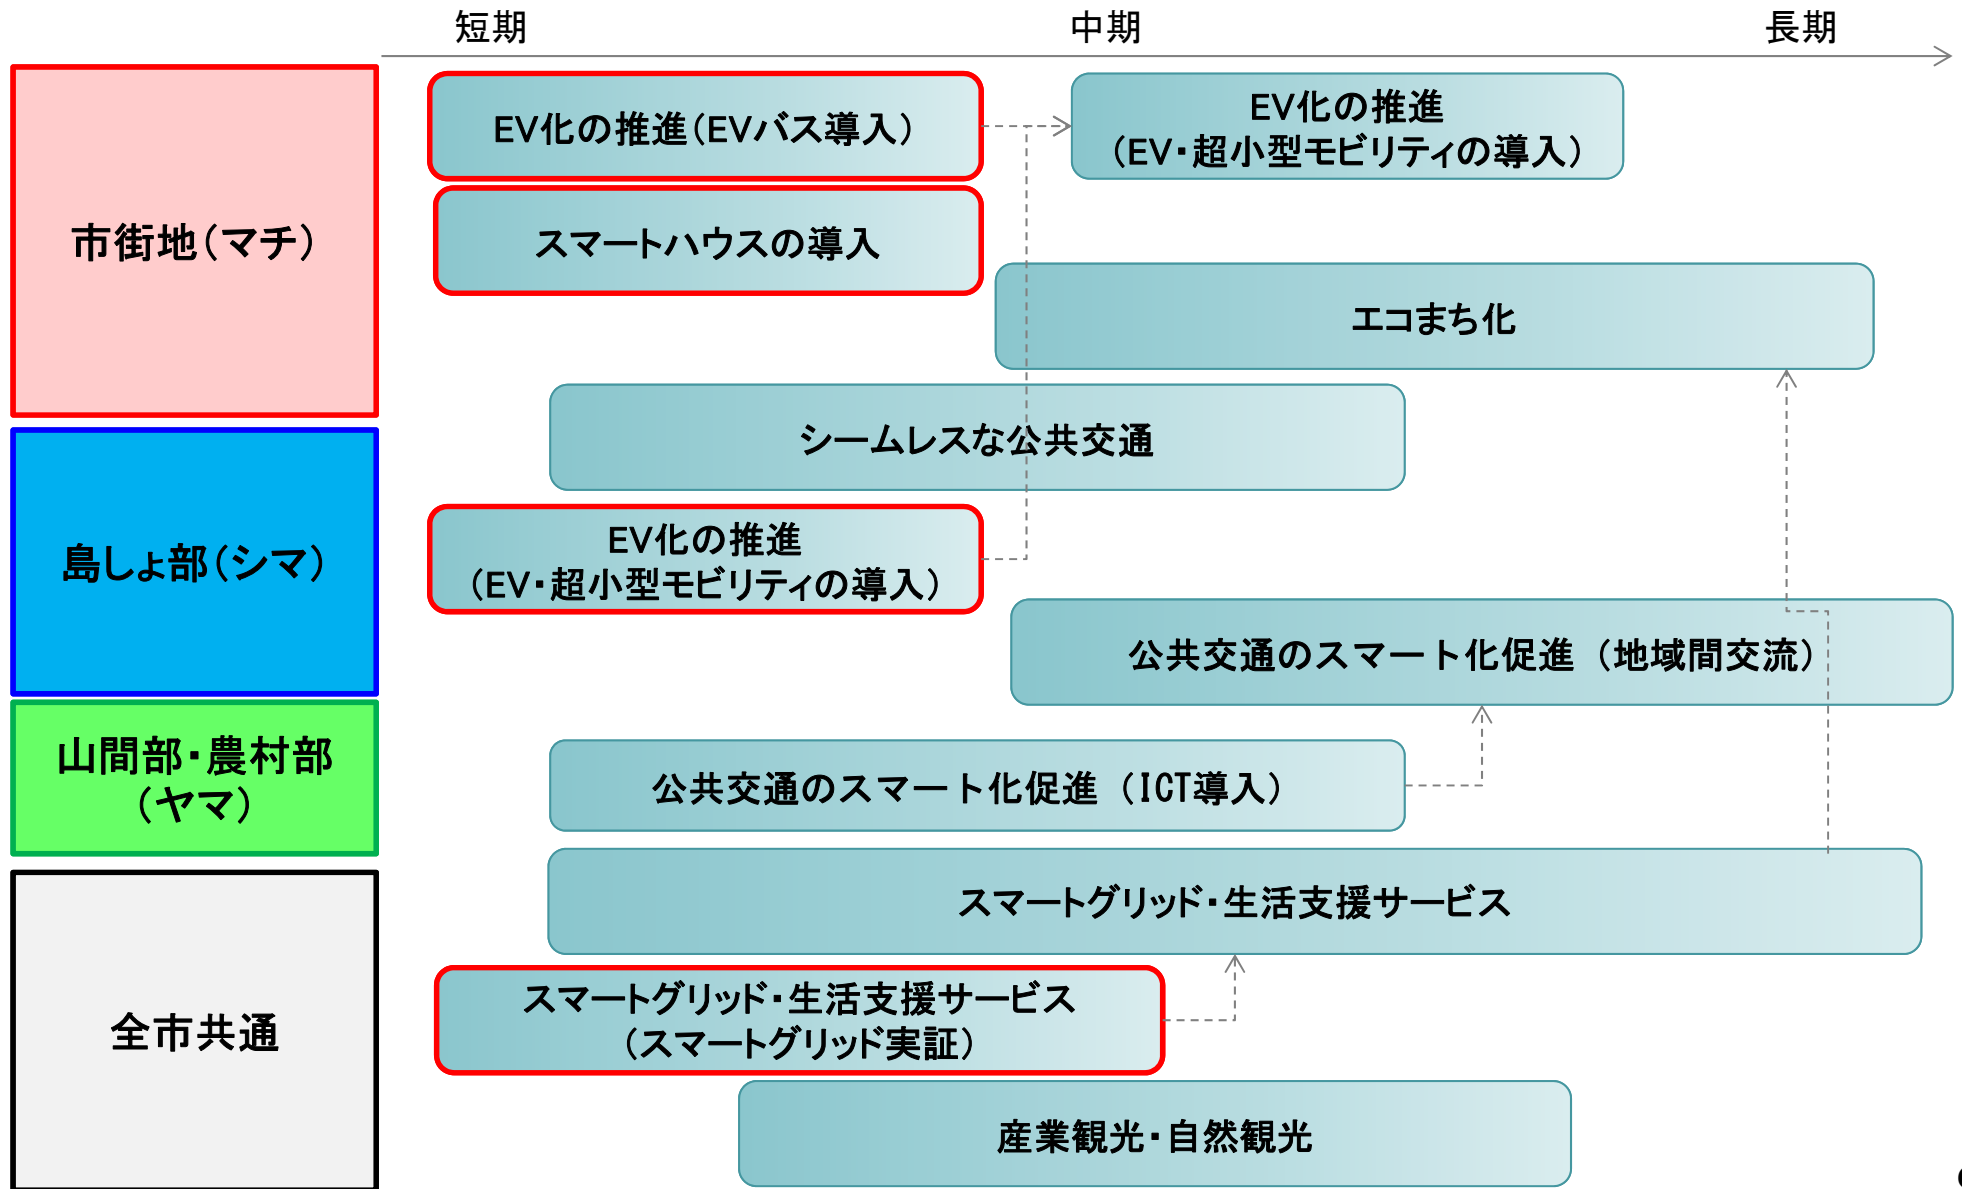 短期
中期
長期
市街地（マチ）
EV化の推進（EVバス導入）
EV化の推進
（EV・超小型モビリティの導入）
スマートハウスの導入
エコまち化
シームレスな公共交通
島しょ部（シマ）
EV化の推進
（EV・超小型モビリティの導入）
公共交通のスマート化促進（地域間交流）
山間部・農村部
（ヤマ）
公共交通のスマート化促進（ICT導入）
スマートグリッド・生活支援サービス
全市共通
スマートグリッド・生活支援サービス
（スマートグリッド実証）
産業観光・自然観光